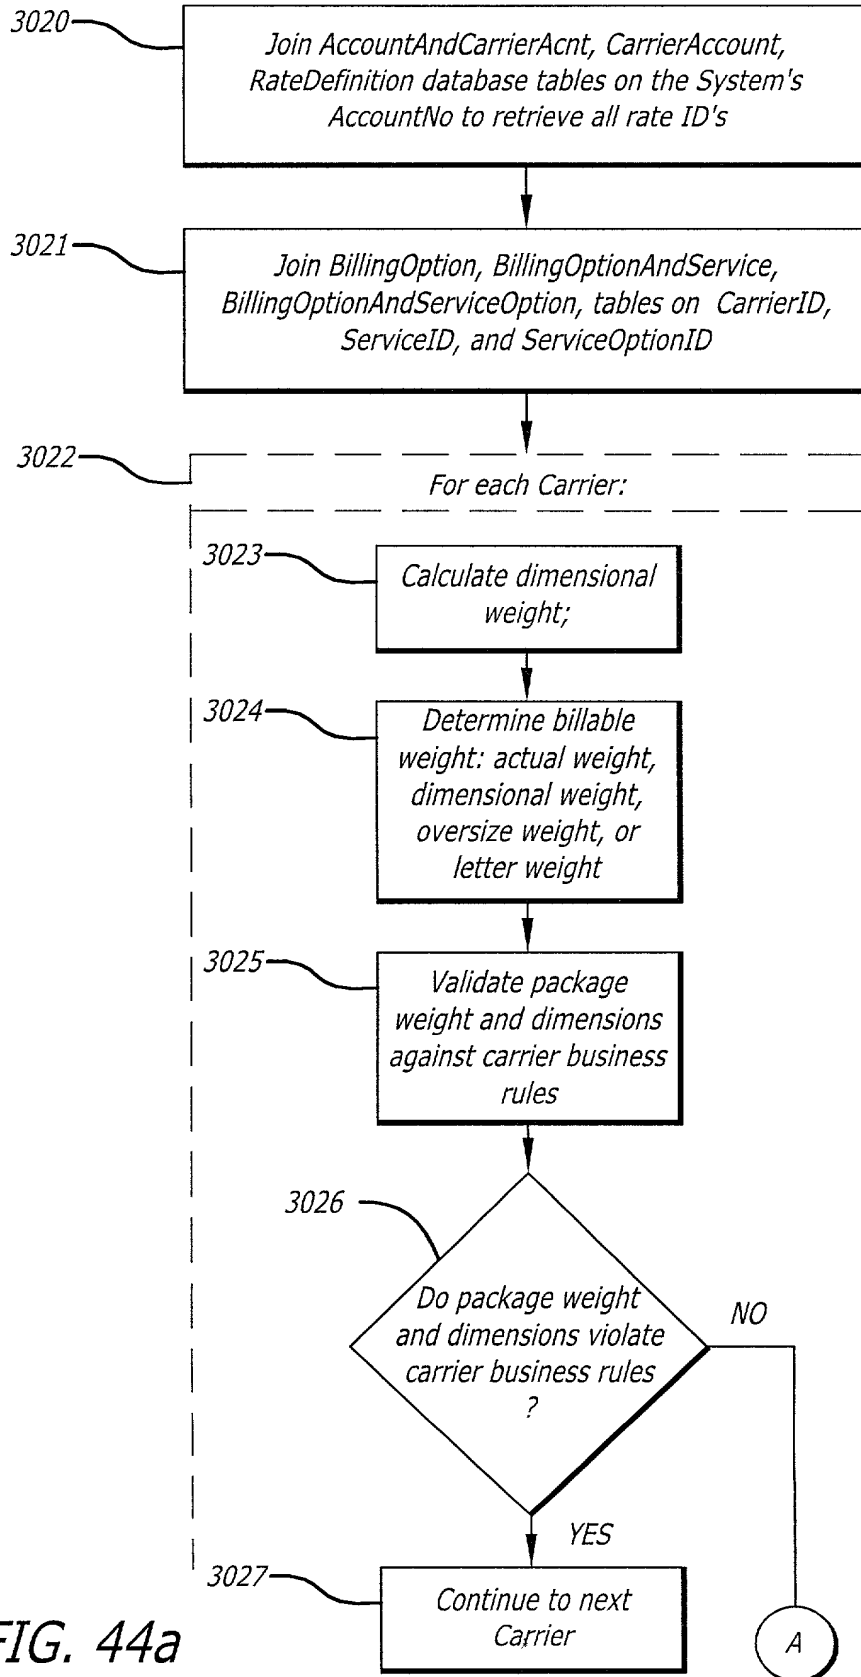 3020
Join AccountAndCarrierAcnt, CarrierAccount,
RateDefinition database tables on the System's
AccountNo to retrieve all rate ID's
3021
Join BillingOption, BillingOptionAndService,
BillingOptionAndServiceOption, tables on CarrierID,
ServiceID, and ServiceOptionID
3022
For each Carrier:
3023
Calculate dimensional
weight;
3024
Determine billable
weight: actual weight,
dimensional weight,
oversize weight, or
letter weight
3025
Validate package
weight and dimensions
against carrier business
rules
3026
Do package weight
and dimensions violate
carrier business rules
?
NO
YES
3027
Continue to next
Carrier
A
FIG. 44a